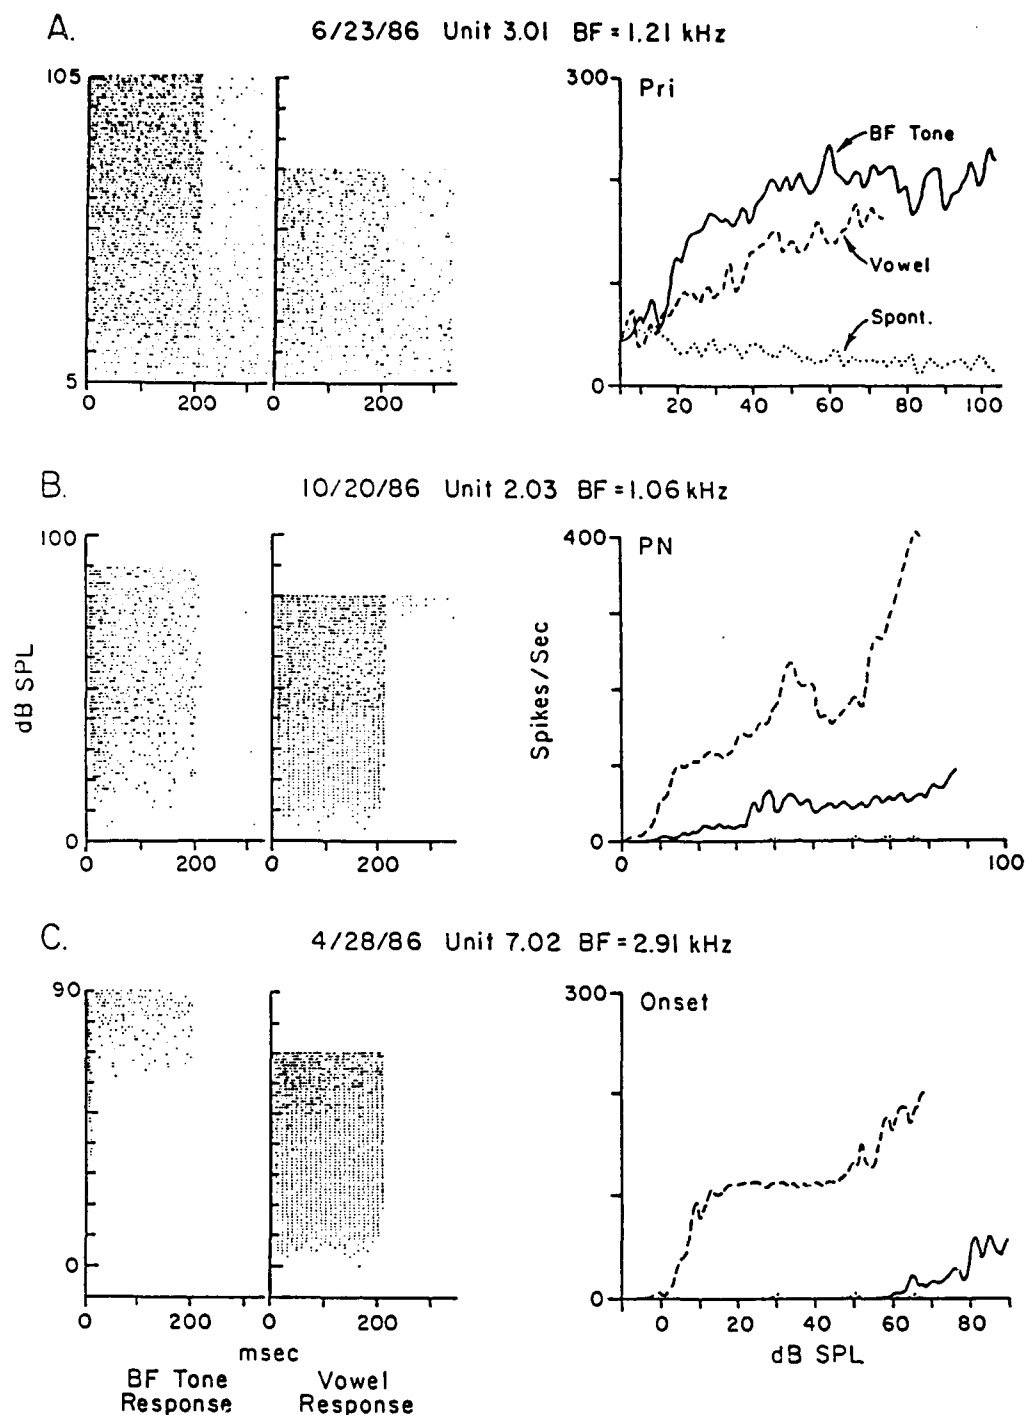 A.
6/23/86 Unit 3.01 BF = 1.21 kHz
105
5
0 200
0 200
300
Pri
BF Tone
Vowel
Spont.
0
20 40 60 80 100
B.
10/20/86 Unit 2.03 BF = 1.06 kHz
100
dB SPL
0
0 200
0 200
400
PN
Spikes/Sec
0
0 100
C.
4/28/86 Unit 7.02 BF = 2.91 kHz
90
0
0 200
0 200
msec
BF Tone
Response
Vowel
Response
300
Onset
0
0 20 40 60 80
dB SPL